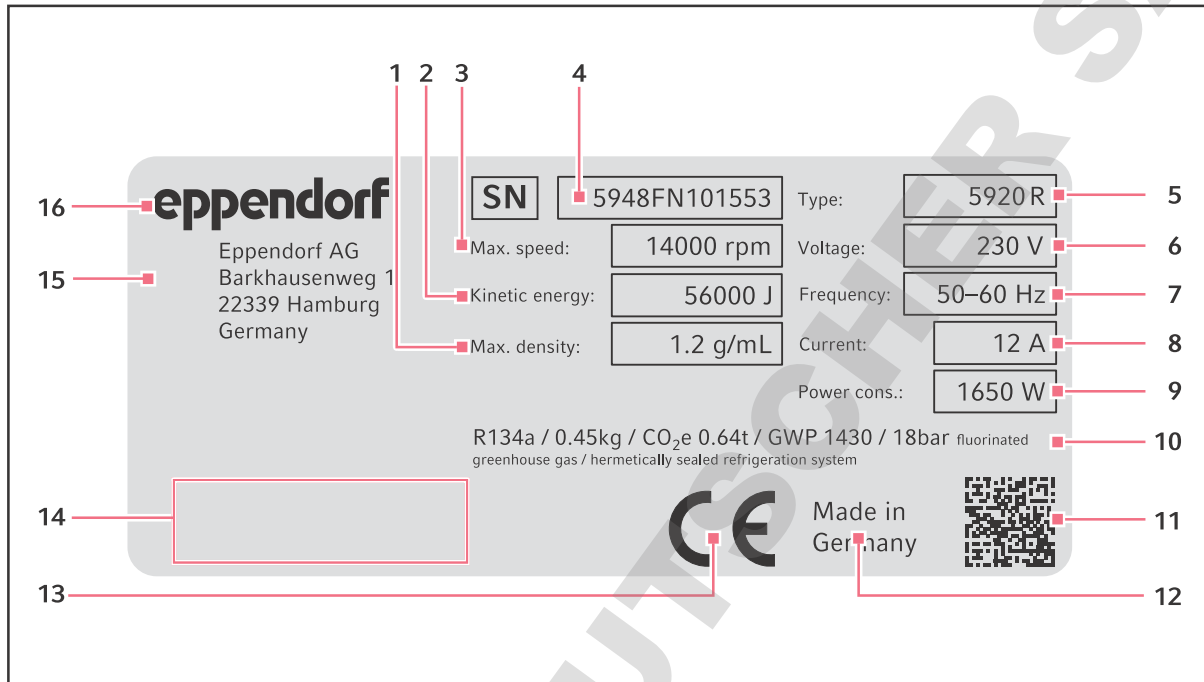 1 2 3 4
16 eppendorf SN 5948FN101553 Type: 5920 R 5
Eppendorf AG Max. speed: 14000 rpm Voltage: 230 V 6
15 Barkhausenweg 1
22339 Hamburg Kinetic energy: 56000 J Frequency: 50–60 Hz 7
Germany Max. density: 1.2 g/mL Current: 12 A 8
Power cons.: 1650 W 9
R134a / 0.45kg / CO₂e 0.64t / GWP 1430 / 18bar fluorinated 10
greenhouse gas / hermetically sealed refrigeration system
14 CE Made in 11
Germany
13 12